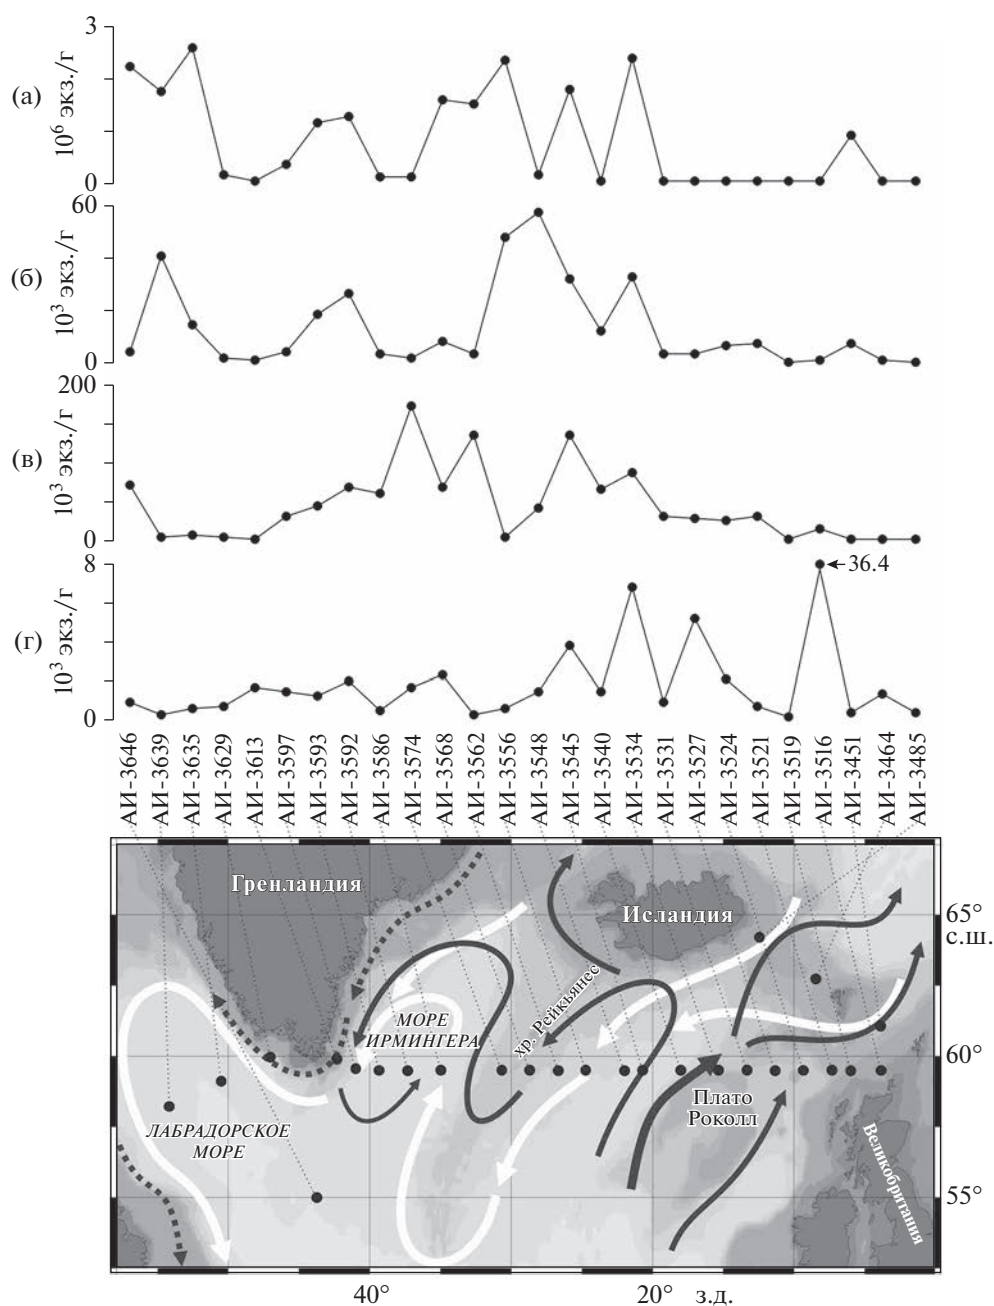 (а)
10⁶ экз./г
3
0
(б)
10³ экз./г
60
0
(в)
10³ экз./г
200
0
(г)
10³ экз./г
8
0
36.4
АИ-3646
АИ-3639
АИ-3635
АИ-3629
АИ-3613
АИ-3597
АИ-3593
АИ-3592
АИ-3586
АИ-3574
АИ-3568
АИ-3562
АИ-3556
АИ-3548
АИ-3545
АИ-3540
АИ-3534
АИ-3531
АИ-3527
АИ-3524
АИ-3521
АИ-3519
АИ-3516
АИ-3451
АИ-3464
АИ-3485
Гренландия
Исландия
65°
с.ш.
хр. Рейкьянес
МОРЕ
ИРМИНГЕРА
60°
Плато
Роколл
ЛАБРАДОРСКОЕ
МОРЕ
Великобритания
55°
40°
20°
з.д.